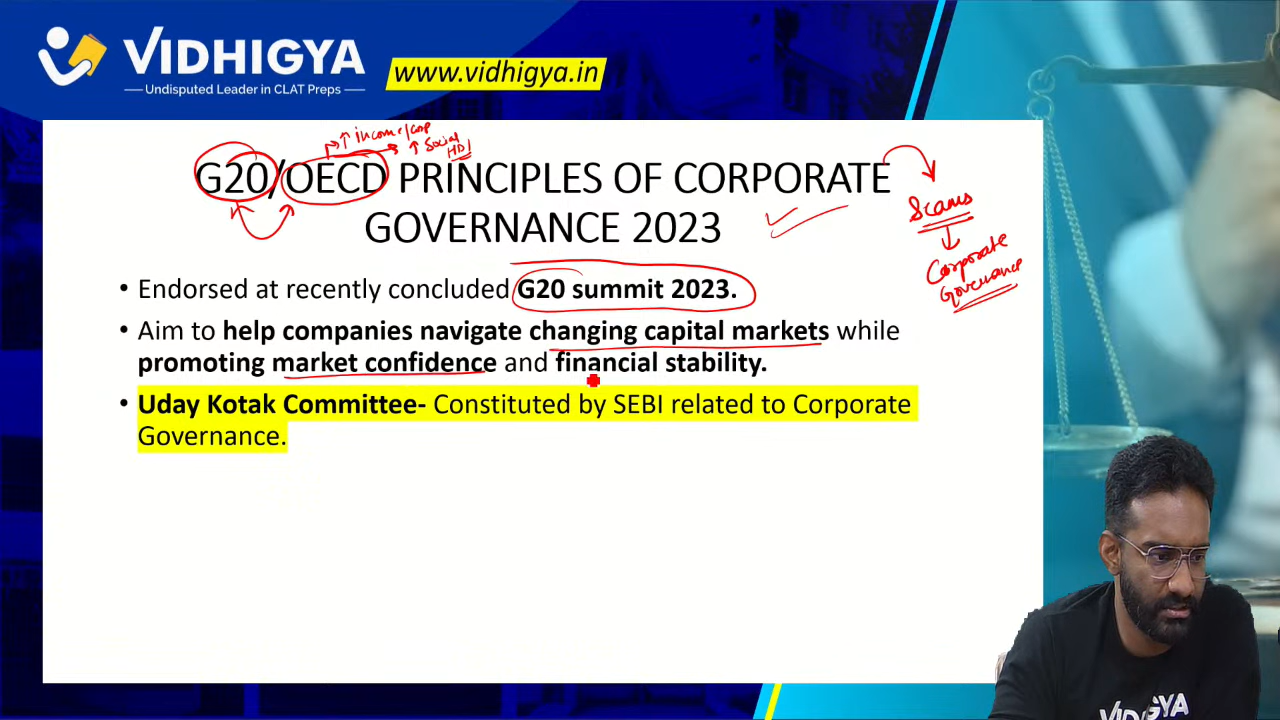 VIDHIGYA
Undisputed Leader in CLAT Preps
www.vidhigya.in
↑ income/cap
↑ Social
HDI
G20/OECD PRINCIPLES OF CORPORATE
GOVERNANCE 2023
Scams
Corporate
Governance
• Endorsed at recently concluded G20 summit 2023.
• Aim to help companies navigate changing capital markets while
promoting market confidence and financial stability.
• Uday Kotak Committee- Constituted by SEBI related to Corporate
Governance.
VIDHIGYA